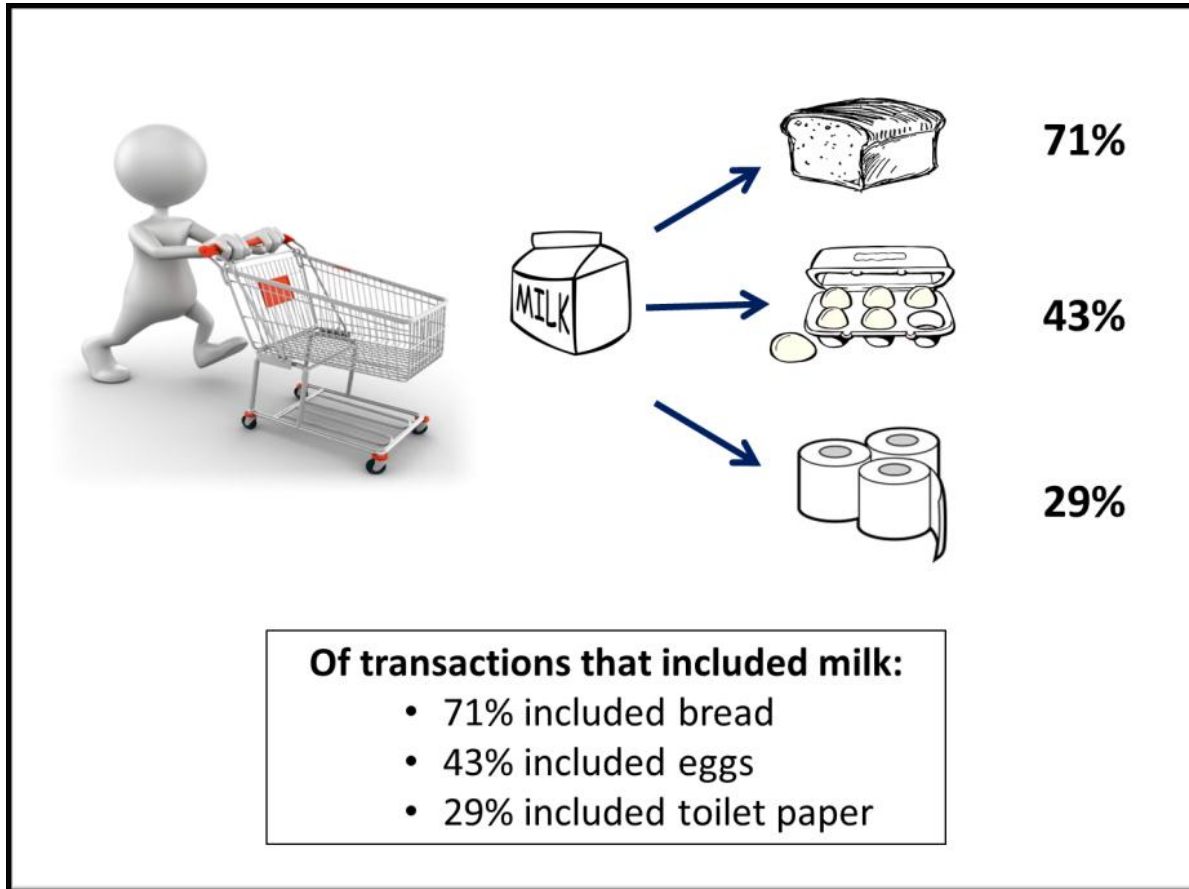 71%
MILK
43%
29%
Of transactions that included milk:
• 71% included bread
• 43% included eggs
• 29% included toilet paper